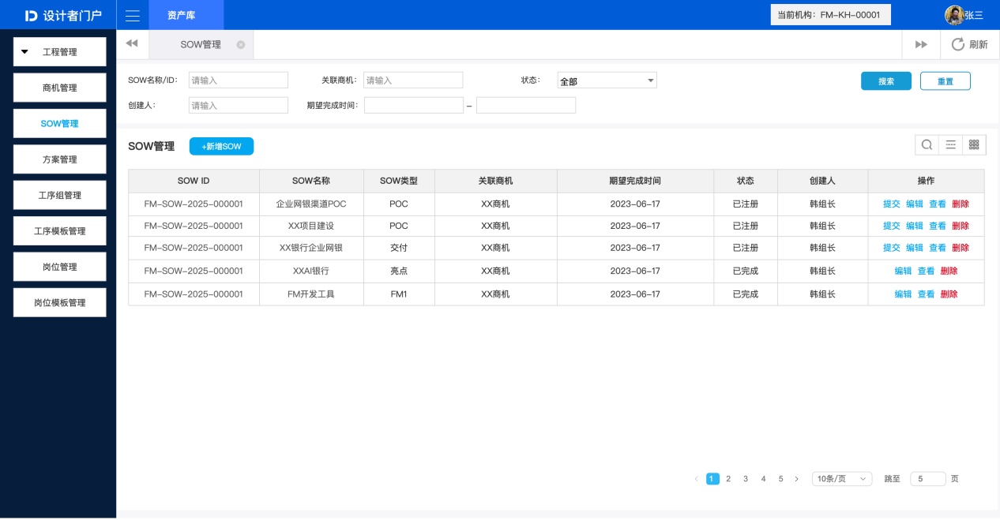 设计者门户
资产库
当前机构: FM-KH-00001
张三
工程管理
商机管理
SOW管理
方案管理
工序组管理
工序模板管理
岗位管理
岗位模板管理
SOW管理
刷新
SOW名称/ID: 请输入 关联商机: 请输入 状态: 全部 搜索 重置
创建人: 请输入 期望完成时间: –
SOW管理 +新增SOW
SOW ID SOW名称 SOW类型 关联商机 期望完成时间 状态 创建人 操作
FM-SOW-2025-000001 企业网银渠道POC POC XX商机 2023-06-17 已注册 韩组长 提交 编辑 查看 删除
FM-SOW-2025-000001 XX项目建设 POC XX商机 2023-06-17 已注册 韩组长 提交 编辑 查看 删除
FM-SOW-2025-000001 XX银行企业网银 交付 XX商机 2023-06-17 已注册 韩组长 提交 编辑 查看 删除
FM-SOW-2025-000001 XXAI银行 亮点 XX商机 2023-06-17 已完成 韩组长 编辑 查看 删除
FM-SOW-2025-000001 FM开发工具 FM1 XX商机 2023-06-17 已完成 韩组长 编辑 查看 删除
1 2 3 4 5 10条/页 跳至 5 页